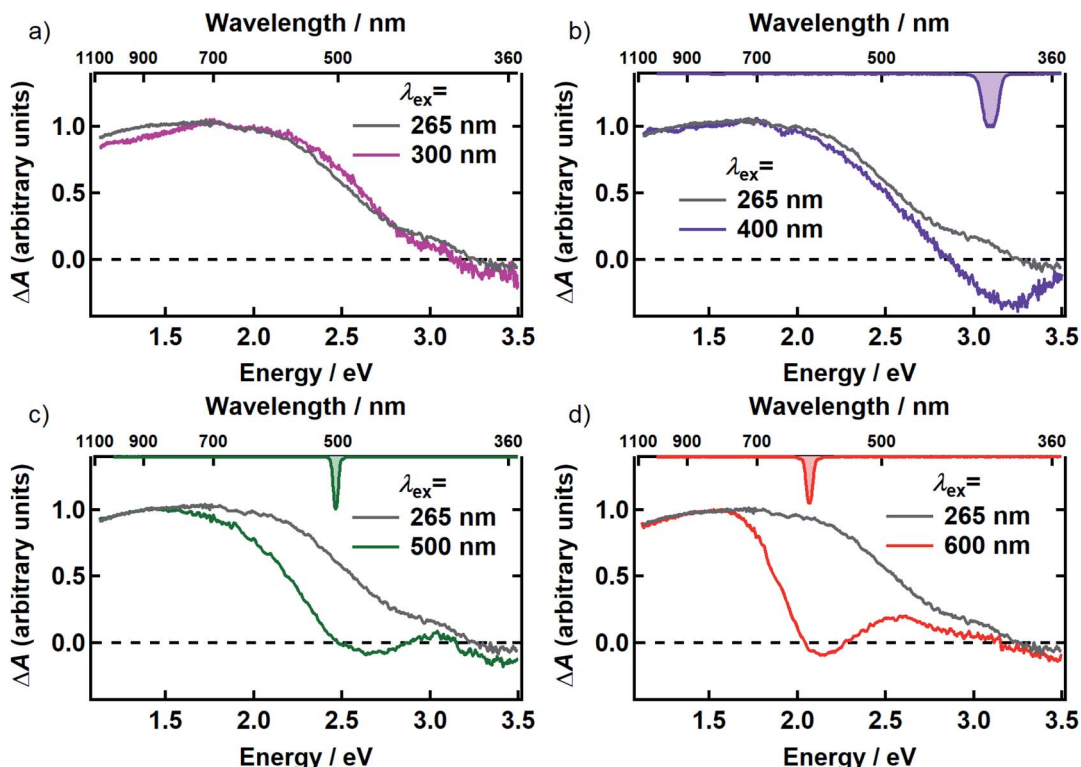 a)
Wavelength / nm
1100 900 700 500 360
λex=
265 nm
300 nm
ΔA (arbitrary units)
1.0
0.5
0.0
1.5 2.0 2.5 3.0 3.5
Energy / eV
b)
Wavelength / nm
1100 900 700 500 360
λex=
265 nm
400 nm
ΔA (arbitrary units)
1.0
0.5
0.0
1.5 2.0 2.5 3.0 3.5
Energy / eV
c)
Wavelength / nm
1100 900 700 500 360
λex=
265 nm
500 nm
ΔA (arbitrary units)
1.0
0.5
0.0
1.5 2.0 2.5 3.0 3.5
Energy / eV
d)
Wavelength / nm
1100 900 700 500 360
λex=
265 nm
600 nm
ΔA (arbitrary units)
1.0
0.5
0.0
1.5 2.0 2.5 3.0 3.5
Energy / eV